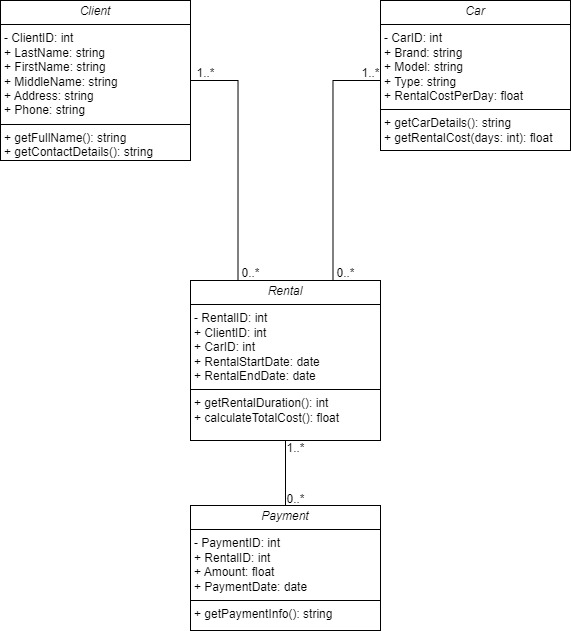 Client
- ClientID: int
+ LastName: string
+ FirstName: string
+ MiddleName: string
+ Address: string
+ Phone: string
+ getFullName(): string
+ getContactDetails(): string
Car
- CarID: int
+ Brand: string
+ Model: string
+ Type: string
+ RentalCostPerDay: float
+ getCarDetails(): string
+ getRentalCost(days: int): float
1..*
1..*
0..*
0..*
Rental
- RentalID: int
+ ClientID: int
+ CarID: int
+ RentalStartDate: date
+ RentalEndDate: date
+ getRentalDuration(): int
+ calculateTotalCost(): float
1..*
0..*
Payment
- PaymentID: int
+ RentalID: int
+ Amount: float
+ PaymentDate: date
+ getPaymentInfo(): string